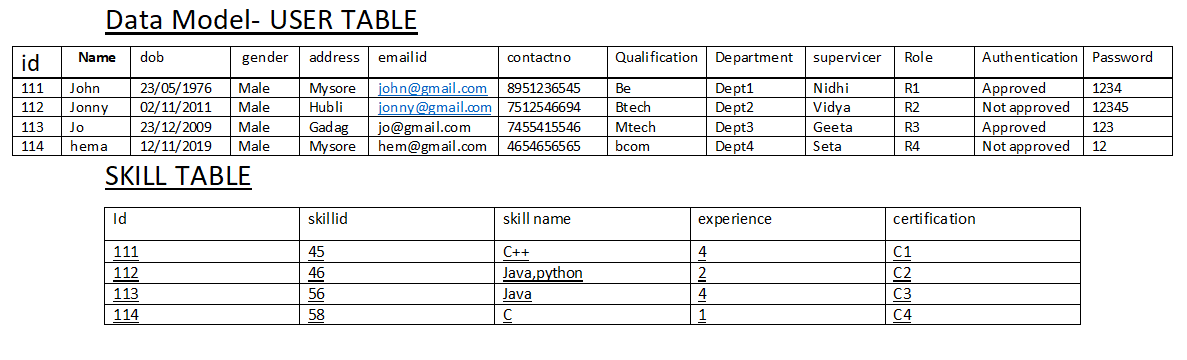 Data Model- USER TABLE
id Name dob gender address emailid contactno Qualification Department supervicer Role Authentication Password
111 John 23/05/1976 Male Mysore john@gmail.com 8951236545 Be Dept1 Nidhi R1 Approved 1234
112 Jonny 02/11/2011 Male Hubli jonny@gmail.com 7512546694 Btech Dept2 Vidya R2 Not approved 12345
113 Jo 23/12/2009 Male Gadag jo@gmail.com 7455415546 Mtech Dept3 Geeta R3 Approved 123
114 hema 12/11/2019 Male Mysore hem@gmail.com 4654656565 bcom Dept4 Seta R4 Not approved 12
SKILL TABLE
Id skillid skill name experience certification
111 45 C++ 4 C1
112 46 Java,python 2 C2
113 56 Java 4 C3
114 58 C 1 C4